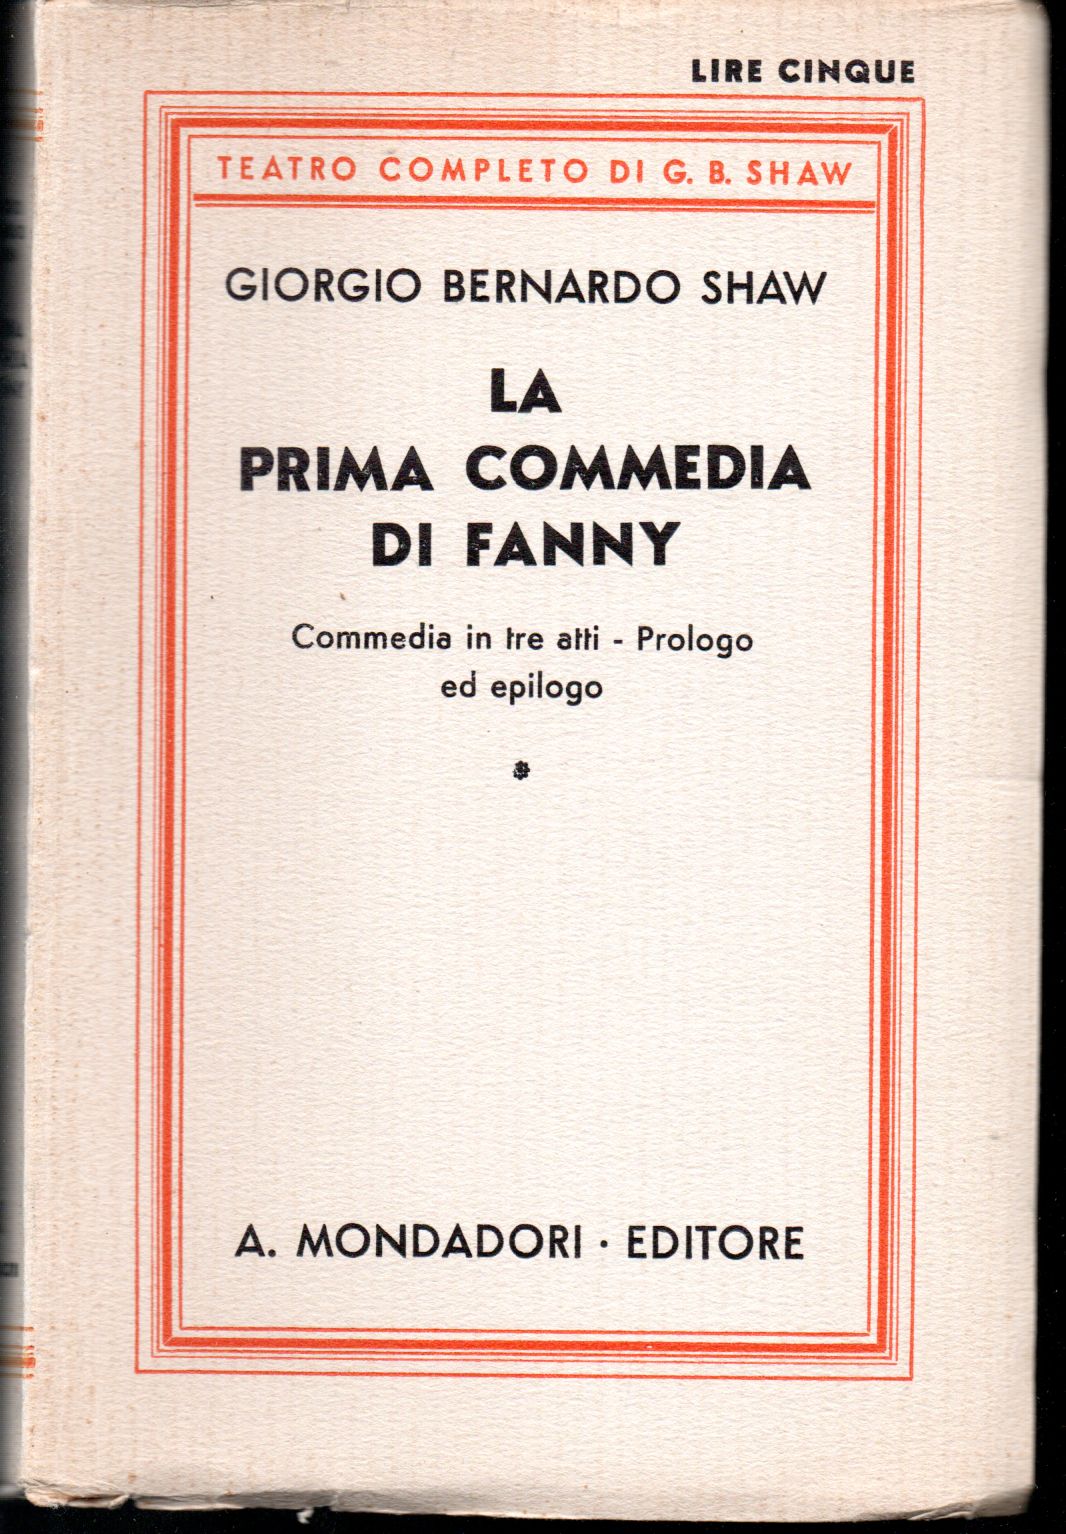 LIRE CINQUE
TEATRO COMPLETO DI G. B. SHAW
GIORGIO BERNARDO SHAW
LA
PRIMA COMMEDIA
DI FANNY
Commedia in tre atti - Prologo
ed epilogo
A. MONDADORI · EDITORE